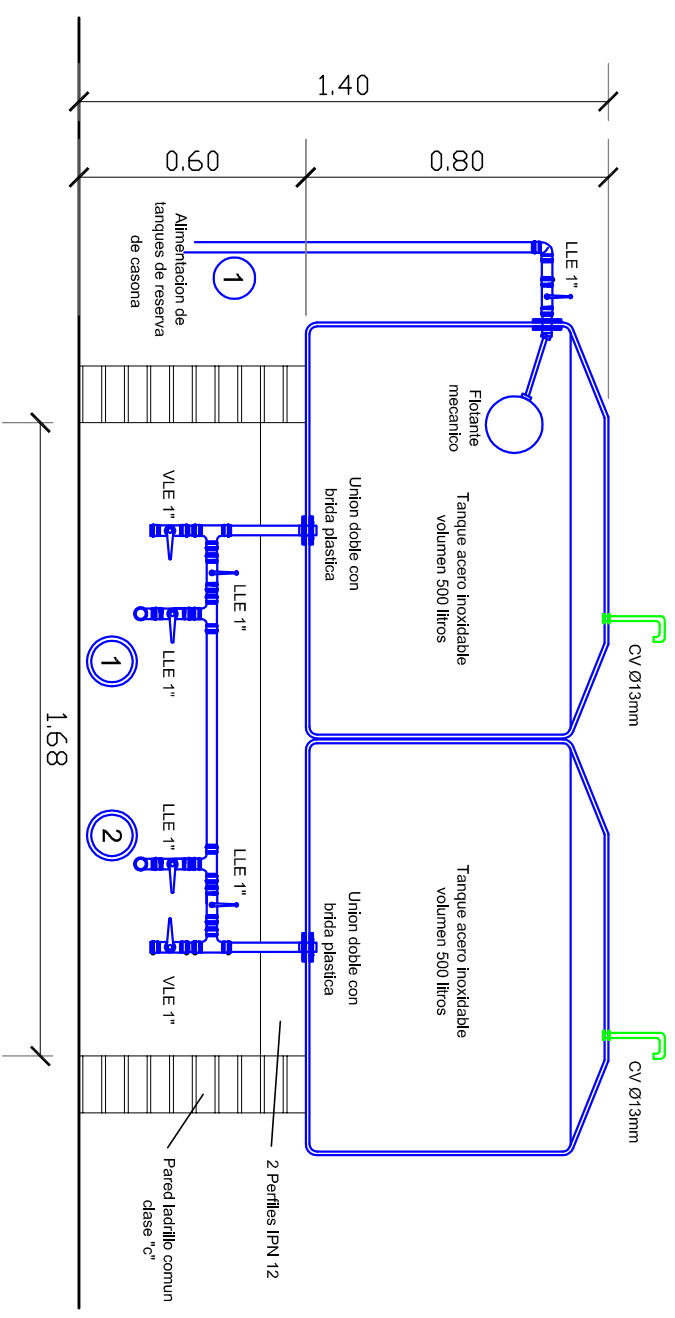 CV Ø13mm
CV Ø13mm
1.40
0.80
LLE 1"
Flotante
mecanico
Tanque acero inoxidable
volumen 500 litros
Tanque acero inoxidable
volumen 500 litros
Union doble con
brida plastica
Union doble con
brida plastica
0.60
1
Alimentacion de
tanques de reserva
de casona
LLE 1"
LLE 1"
VLE 1"
LLE 1"
LLE 1"
VLE 1"
1
2
2 Perfiles IPN 12
Pared ladrillo comun
clase "c"
1.68